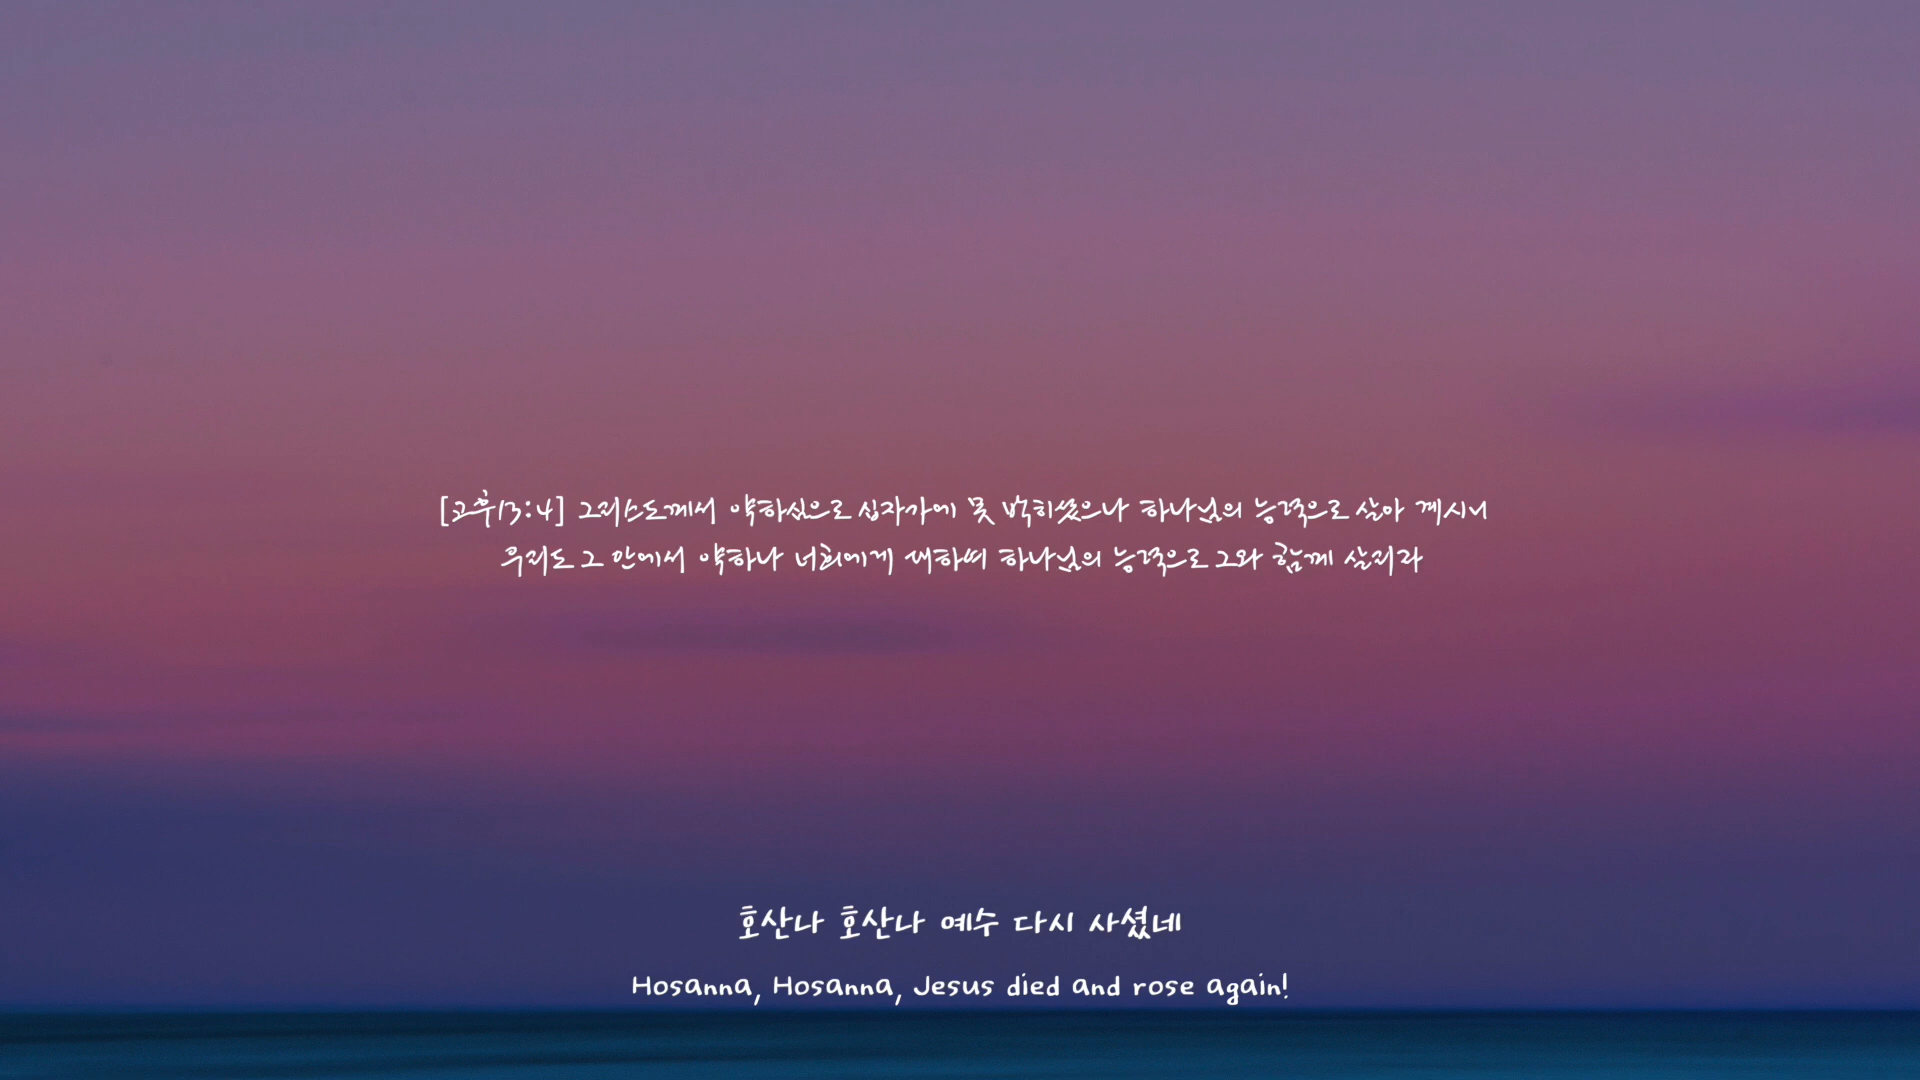 [고후13:4] 그리스도께서 약하심으로 십자가에 못 박히셨으나 하나님의 능력으로 살아 계시니
우리도 그 안에서 약하나 너희에게 대하여 하나님의 능력으로 그와 함께 살리라
호산나 호산나 예수 다시 사셨네
Hosanna, Hosanna, Jesus died and rose again!